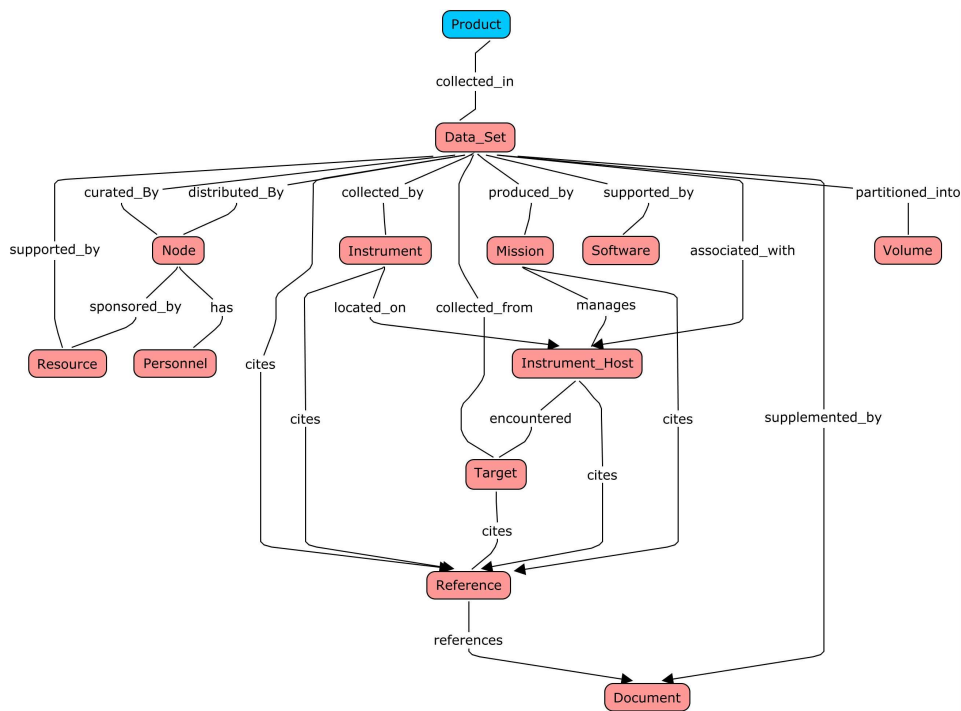 Product
collected_in
Data_Set
curated_By
distributed_By
collected_by
produced_by
supported_by
partitioned_into
supported_by
Node
Instrument
Mission
Software
associated_with
Volume
sponsored_by
has
located_on
collected_from
manages
Resource
Personnel
cites
Instrument_Host
cites
encountered
cites
supplemented_by
Target
cites
cites
Reference
references
Document